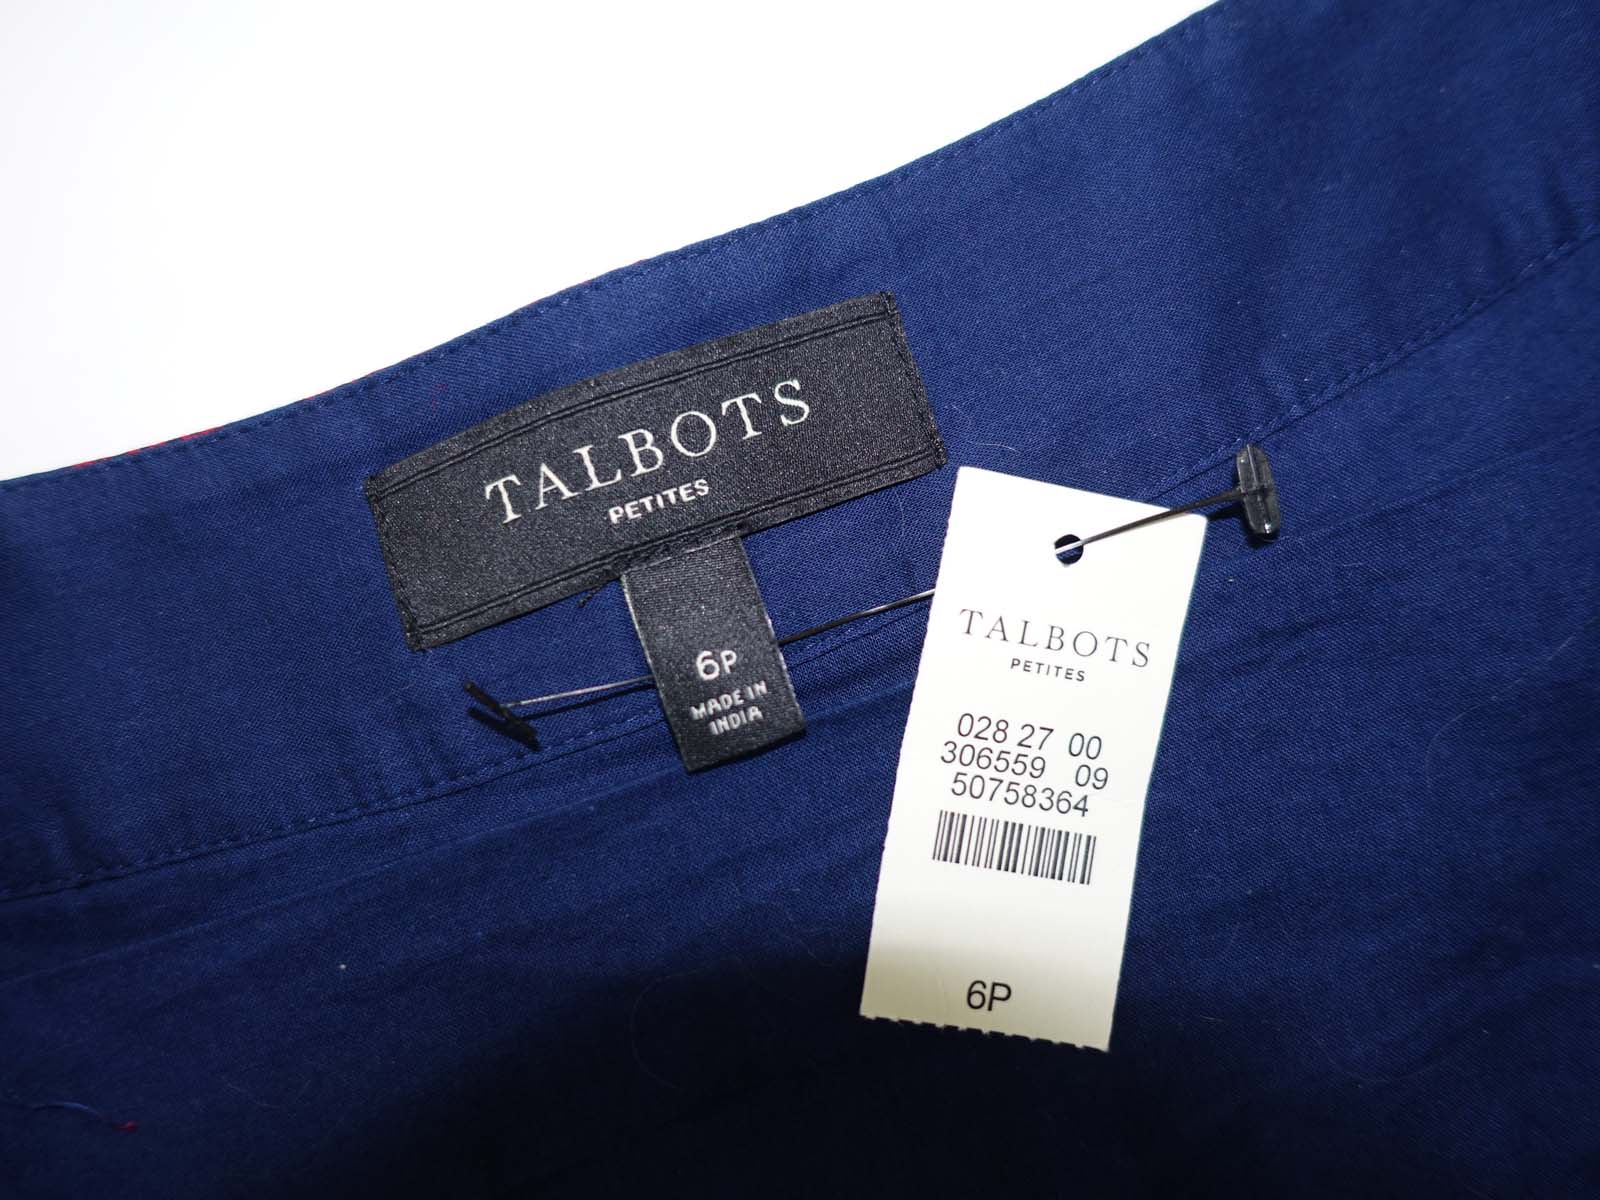 TALBOTS
PETITES
6P
MADE IN
INDIA
TALBOTS
PETITES
028 27 00
306559 09
50758364
6P